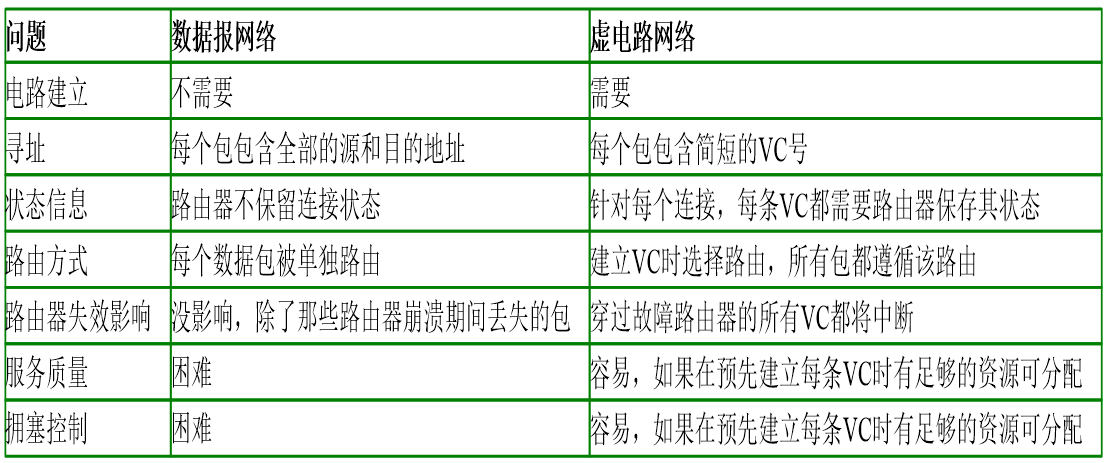 问题 数据报网络 虚电路网络
电路建立 不需要 需要
寻址 每个包包含全部的源和目的地址 每个包包含简短的VC号
状态信息 路由器不保留连接状态 针对每个连接，每条VC都需要路由器保存其状态
路由方式 每个数据包被单独路由 建立VC时选择路由，所有包都遵循该路由
路由器失效影响 没影响，除了那些路由器崩溃期间丢失的包 穿过故障路由器的所有VC都将中断
服务质量 困难 容易，如果在预先建立每条VC时有足够的资源可分配
拥塞控制 困难 容易，如果在预先建立每条VC时有足够的资源可分配